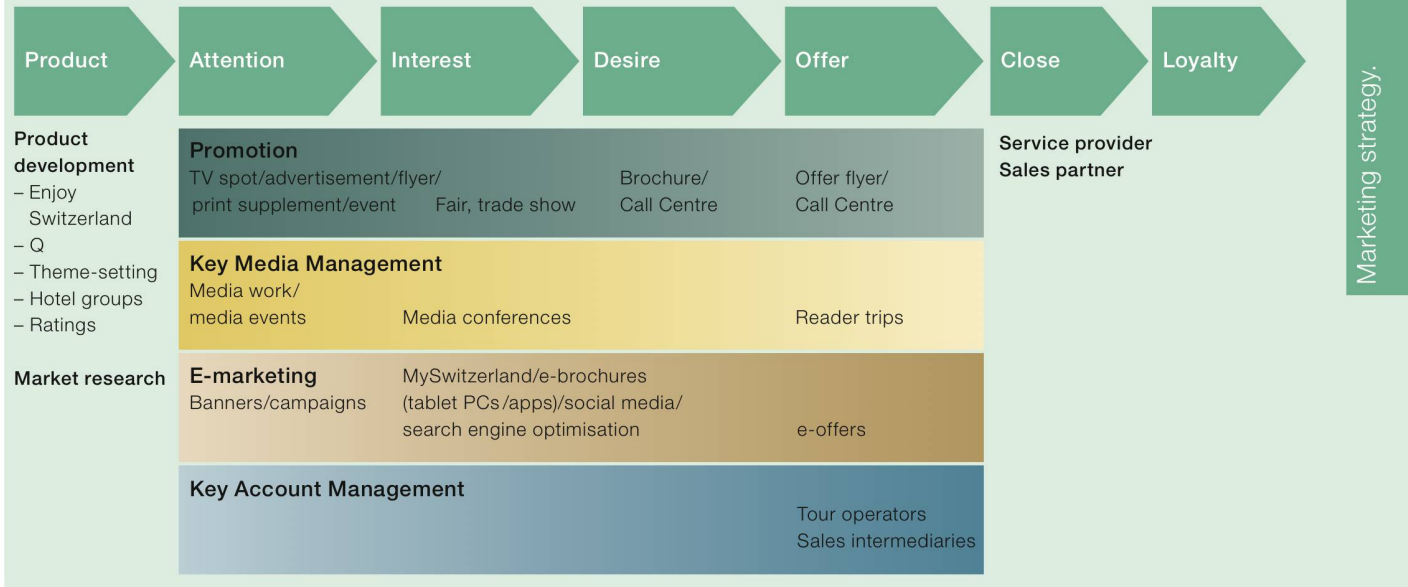 Product
Attention
Interest
Desire
Offer
Close
Loyalty
Marketing strategy.
Product
development
– Enjoy
Switzerland
– Q
– Theme-setting
– Hotel groups
– Ratings
Market research
Promotion
TV spot/advertisement/flyer/
print supplement/event
Fair, trade show
Brochure/
Call Centre
Offer flyer/
Call Centre
Key Media Management
Media work/
media events
Media conferences
Reader trips
E-marketing
Banners/campaigns
MySwitzerland/e-brochures
(tablet PCs/apps)/social media/
search engine optimisation
e-offers
Key Account Management
Tour operators
Sales intermediaries
Service provider
Sales partner